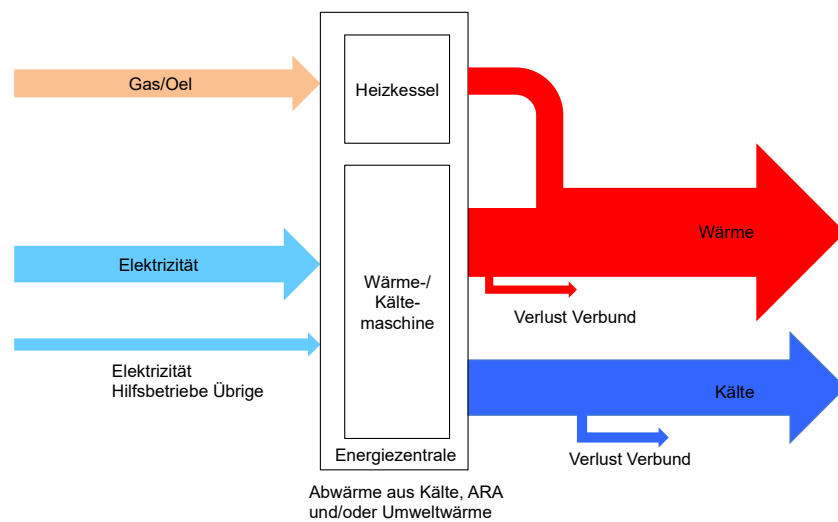 Gas/Oel
Heizkessel
Wärme
Elektrizität
Wärme-/
Kälte-
maschine
Verlust Verbund
Elektrizität
Hilfsbetriebe Übrige
Kälte
Energiezentrale
Verlust Verbund
Abwärme aus Kälte, ARA
und/oder Umweltwärme